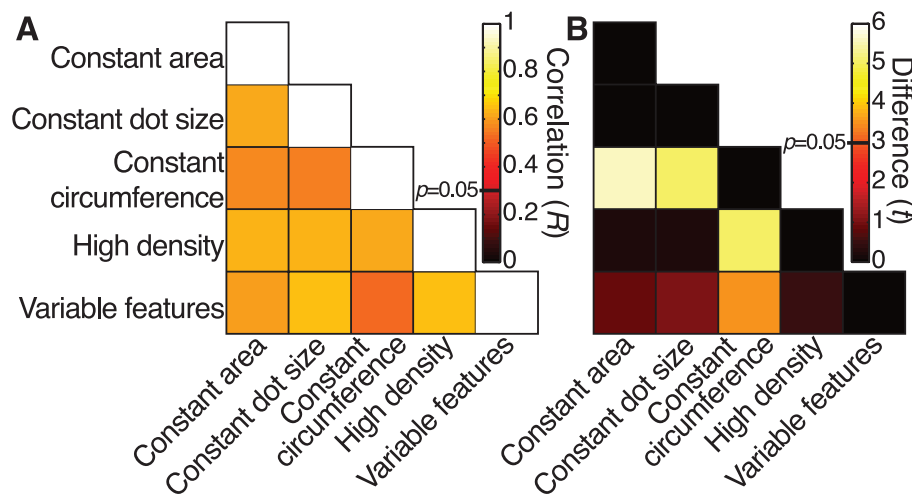 A
Constant area
Constant dot size
Constant
circumference
High density
Variable features
Constant area
Constant dot size
Constant
circumference
High density
Variable features
1
0.8
0.6
0.4
0.2
0
p=0.05
Correlation (R)
B
Constant area
Constant dot size
Constant
circumference
High density
Variable features
6
5
4
3
2
1
0
p=0.05
Difference (t)